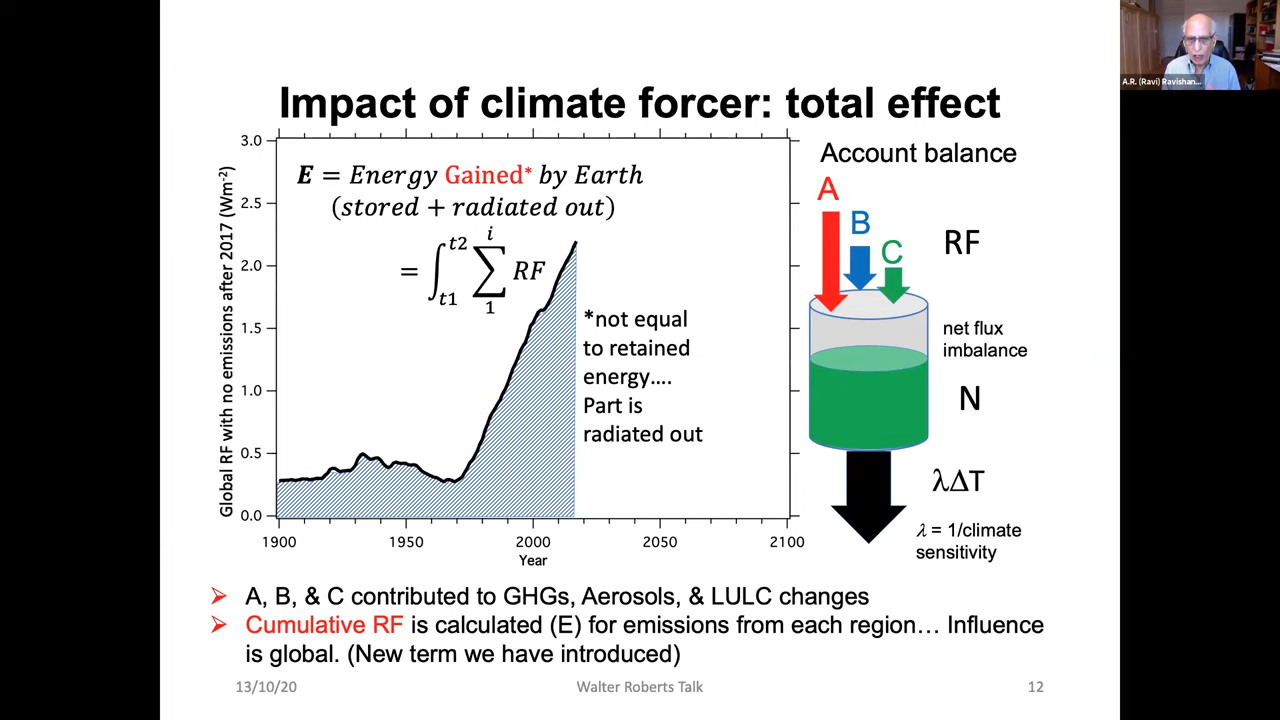 Impact of climate forcer: total effect
A.R. (Ravi) Ravishan...
Global RF with no emissions after 2017 (Wm⁻²)
3.0
2.5
2.0
1.5
1.0
0.5
0.0
E = Energy Gained* by Earth
(stored + radiated out)
= ∫_{t1}^{t2} ∑_{1}^{i} RF
*not equal
to retained
energy....
Part is
radiated out
1900 1950 2000 2050 2100
Year
Account balance
A
B
C
RF
net flux
imbalance
N
λΔT
λ = 1/climate
sensitivity
➢ A, B, & C contributed to GHGs, Aerosols, & LULC changes
➢ Cumulative RF is calculated (E) for emissions from each region… Influence
is global. (New term we have introduced)
13/10/20 Walter Roberts Talk 12